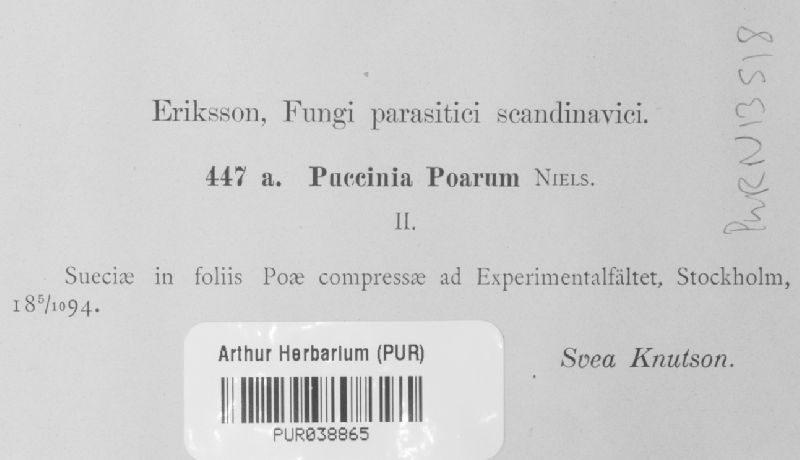 Eriksson, Fungi parasitici scandinavici.
447 a. Puccinia Poarum NIELS.
II.
Sueciæ in foliis Poæ compressæ ad Experimentalfältet, Stockholm,
18⁵/₁₀94.
Svea Knutson.
Arthur Herbarium (PUR)
PUR038865
PURN13518